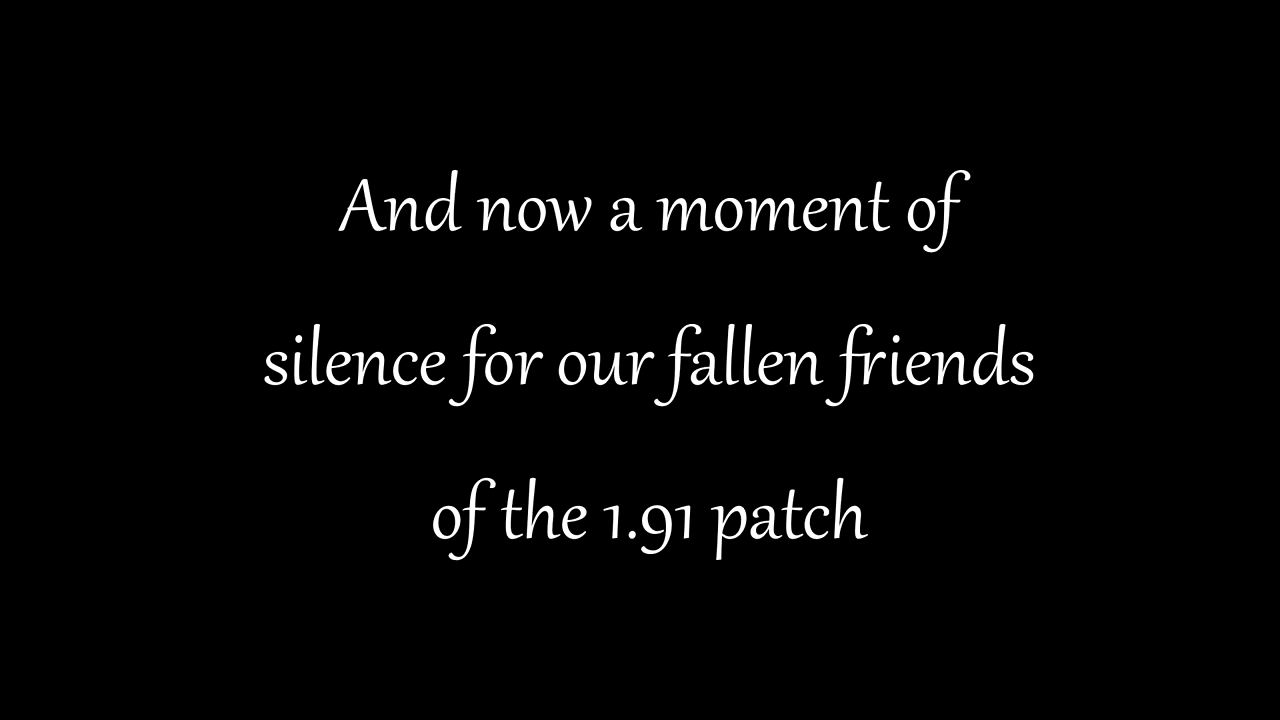 And now a moment of
silence for our fallen friends
of the 1.91 patch